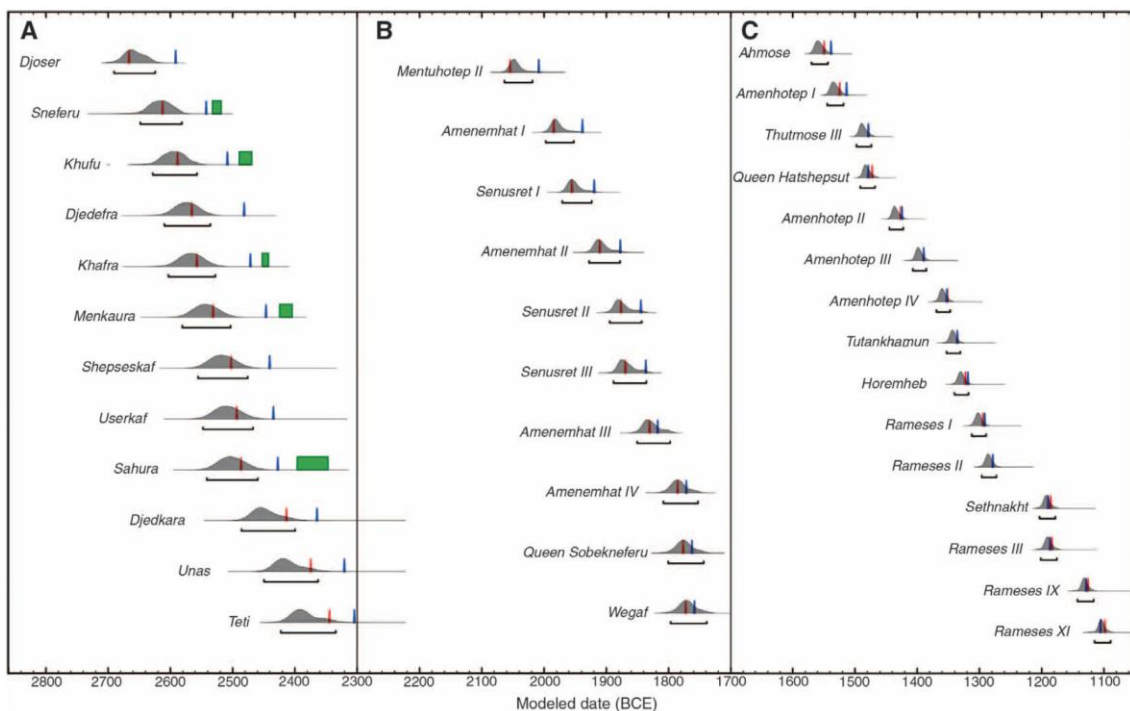 A
B
C
Djoser
Sneferu
Khufu
Djedefra
Khafra
Menkaura
Shepseskaf
Userkaf
Sahura
Djedkara
Unas
Teti
Mentuhotep II
Amenemhat I
Senusret I
Amenemhat II
Senusret II
Senusret III
Amenemhat III
Amenemhat IV
Queen Sobekneferu
Wegaf
Ahmose
Amenhotep I
Thutmose III
Queen Hatshepsut
Amenhotep II
Amenhotep III
Amenhotep IV
Tutankhamun
Horemheb
Rameses I
Rameses II
Sethnakht
Rameses III
Rameses IX
Rameses XI
2800 2700 2600 2500 2400 2300 2100 2000 1900 1800 1700 1600 1500 1400 1300 1200 1100
Modeled date (BCE)